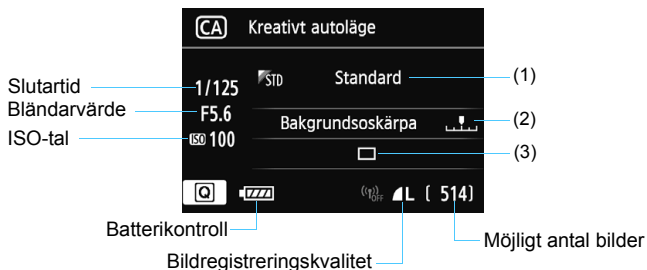 CA Kreativt autoläge
Slutartid 1/125 STD Standard (1)
Bländarvärde F5.6 Bakgrundsoskärpa (2)
ISO-tal ISO 100 (3)
Q OFF L [ 514]
Batterikontroll Möjligt antal bilder
Bildregistreringskvalitet